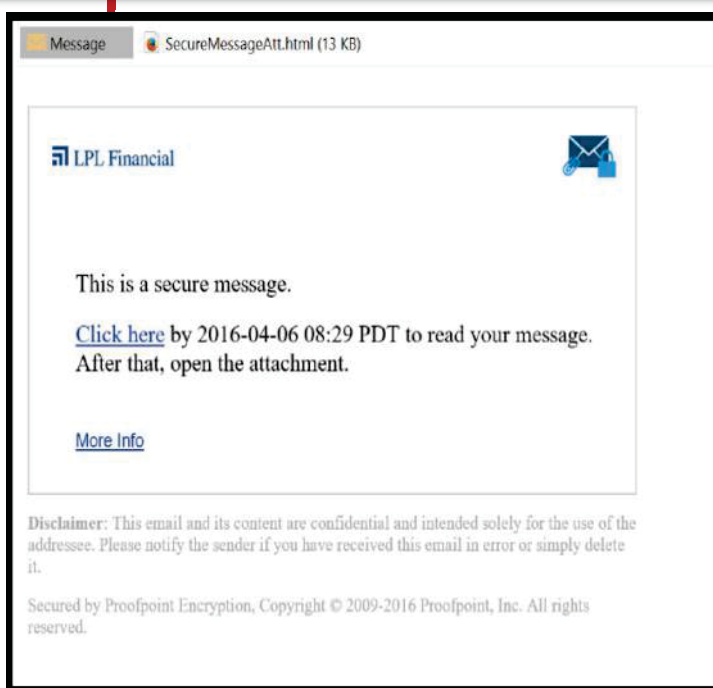 Message SecureMessageAtt.html (13 KB)
LPL Financial
This is a secure message.
Click here by 2016-04-06 08:29 PDT to read your message.
After that, open the attachment.
More Info
Disclaimer: This email and its content are confidential and intended solely for the use of the
addressee. Please notify the sender if you have received this email in error or simply delete
it.
Secured by Proofpoint Encryption, Copyright © 2009-2016 Proofpoint, Inc. All rights
reserved.